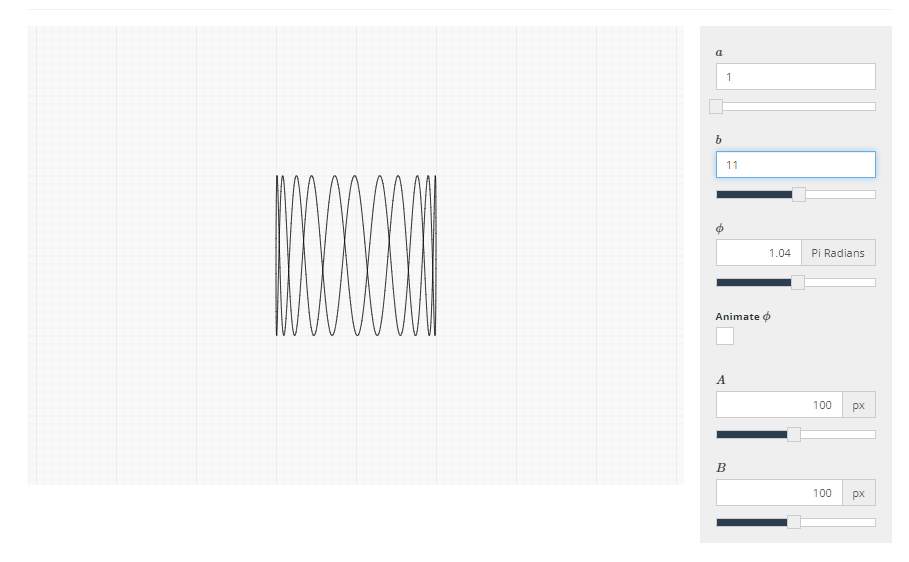 a
1
b
11
ϕ
1.04 Pi Radians
Animate ϕ
A
100 px
B
100 px